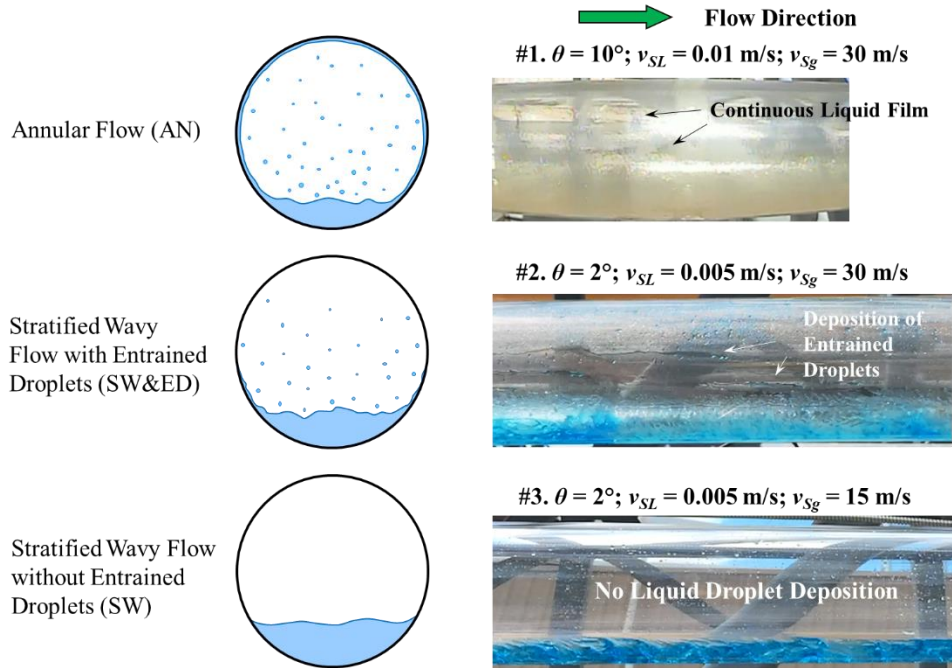 Flow Direction
#1. θ = 10°; vSL = 0.01 m/s; vSg = 30 m/s
Annular Flow (AN)
Continuous Liquid Film
#2. θ = 2°; vSL = 0.005 m/s; vSg = 30 m/s
Stratified Wavy
Flow with Entrained
Droplets (SW&ED)
Deposition of
Entrained
Droplets
#3. θ = 2°; vSL = 0.005 m/s; vSg = 15 m/s
Stratified Wavy Flow
without Entrained
Droplets (SW)
No Liquid Droplet Deposition